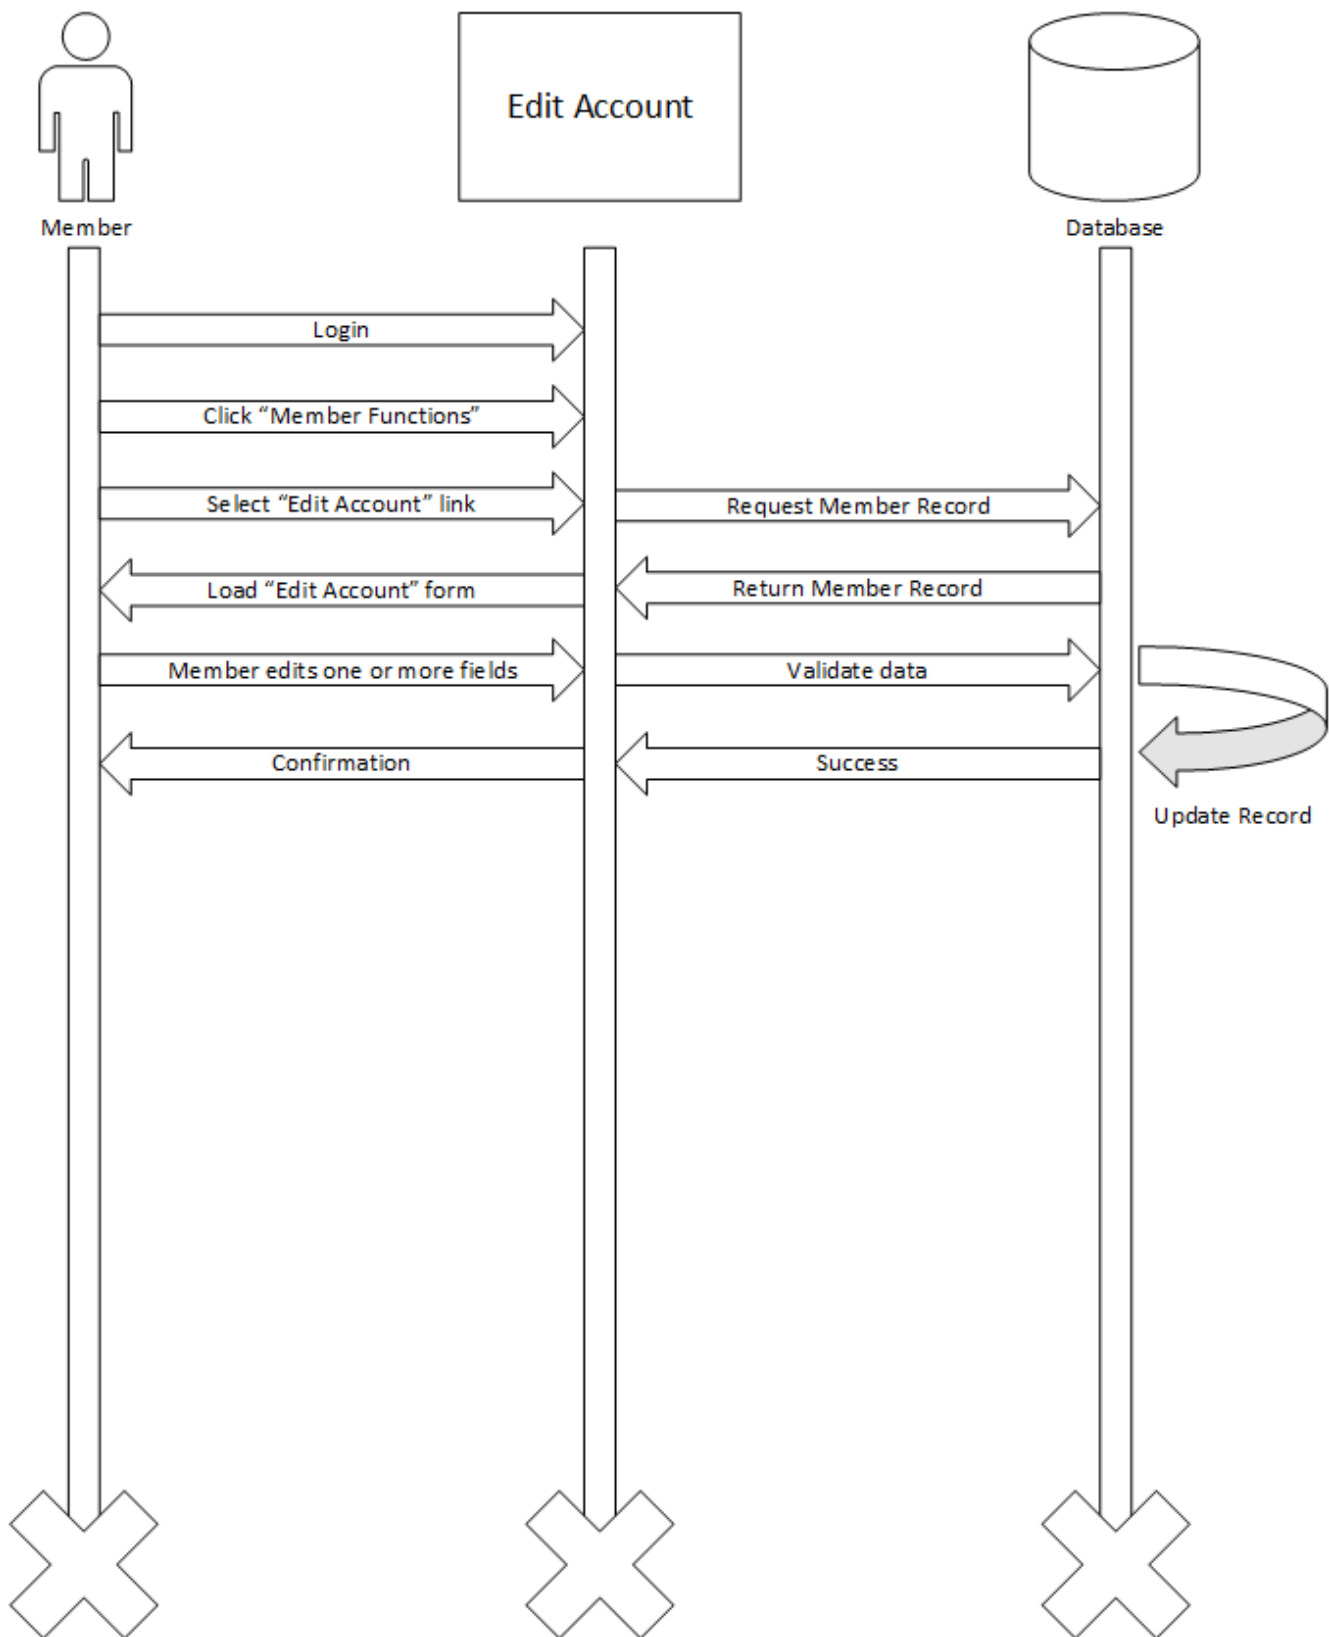 Edit Account
Member
Database
Login
Click “Member Functions”
Select “Edit Account” link
Request Member Record
Load “Edit Account” form
Return Member Record
Member edits one or more fields
Validate data
Confirmation
Success
Update Record